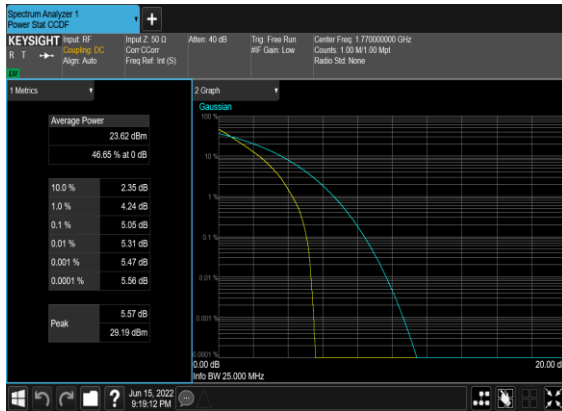 Spectrum Analyzer 1
Power Stat CCDF
KEYSIGHT
R T
LXI
Input: RF
Coupling: DC
Align: Auto
Input Z: 50 Ω
Corr CCorr
Freq Ref: Int (S)
Atten: 40 dB
Trig: Free Run
#IF Gain: Low
Center Freq: 1.770000000 GHz
Counts: 1.00 M/1.00 Mpt
Radio Std: None
1 Metrics
Average Power
23.62 dBm
46.65 % at 0 dB
10.0 % 2.35 dB
1.0 % 4.24 dB
0.1 % 5.05 dB
0.01 % 5.31 dB
0.001 % 5.47 dB
0.0001 % 5.56 dB
Peak
5.57 dB
29.19 dBm
2 Graph
Gaussian
100 %
10 %
1 %
0.1 %
0.01 %
0.001 %
0.0001 %
0.00 dB
20.00 d
Info BW 25.000 MHz
Jun 15, 2022
9:19:12 PM